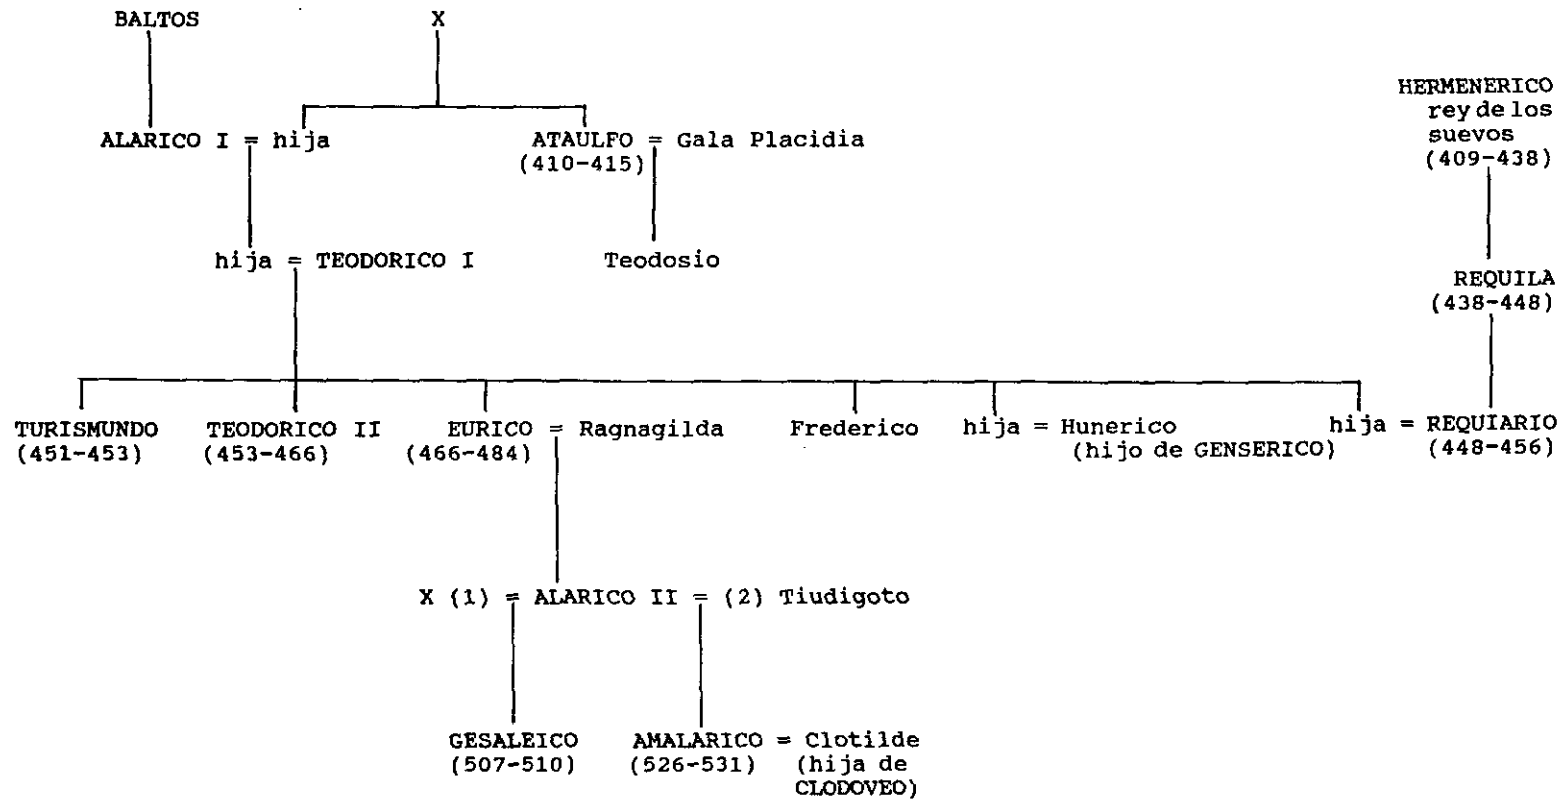 BALTOS X
HERMENERICO
rey de los
suevos
(409-438)
ALARICO I = hija ATAULFO = Gala Placidia
(410-415)
hija = TEODORICO I Teodosio
REQUILA
(438-448)
TURISMUNDO TEODORICO II EURICO = Ragnagilda Frederico hija = Hunerico hija = REQUIARIO
(451-453) (453-466) (466-484) (hijo de GENSERICO) (448-456)
X (1) = ALARICO II = (2) Tiudigoto
GESALEICO AMALARICO = Clotilde
(507-510) (526-531) (hija de
CLODOVEO)